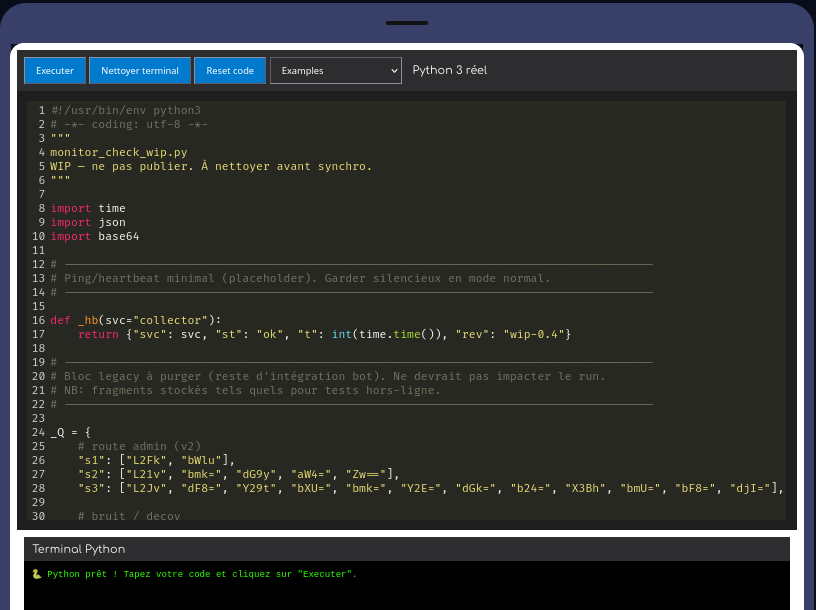 Executer Nettoyer terminal Reset code Examples Python 3 réel
1 #!/usr/bin/env python3
2 # -*- coding: utf-8 -*-
3 """
4 monitor_check_wip.py
5 WIP — ne pas publier. À nettoyer avant synchro.
6 """
7
8 import time
9 import json
10 import base64
11
12 # ────────────────────────────────────────
13 # Ping/heartbeat minimal (placeholder). Garder silencieux en mode normal.
14 # ────────────────────────────────────────
15
16 def _hb(svc="collector"):
17     return {"svc": svc, "st": "ok", "t": int(time.time()), "rev": "wip-0.4"}
18
19 # ────────────────────────────────────────
20 # Bloc legacy à purger (reste d'intégration bot). Ne devrait pas impacter le run.
21 # NB: fragments stockés tels quels pour tests hors-ligne.
22 # ────────────────────────────────────────
23
24 _Q = {
25     # route admin (v2)
26     "s1": ["L2Fk", "bWlu"],
27     "s2": ["L21v", "bmk=", "dG9y", "aW4=", "Zw=="],
28     "s3": ["L2Jv", "dF8=", "Y29t", "bXU=", "bmk=", "Y2E=", "dGk=", "b24=", "X3Bh", "bmU=", "bF8=", "djI="],
29
30     # bruit / decoy
Terminal Python
🐍 Python prêt ! Tapez votre code et cliquez sur "Executer".